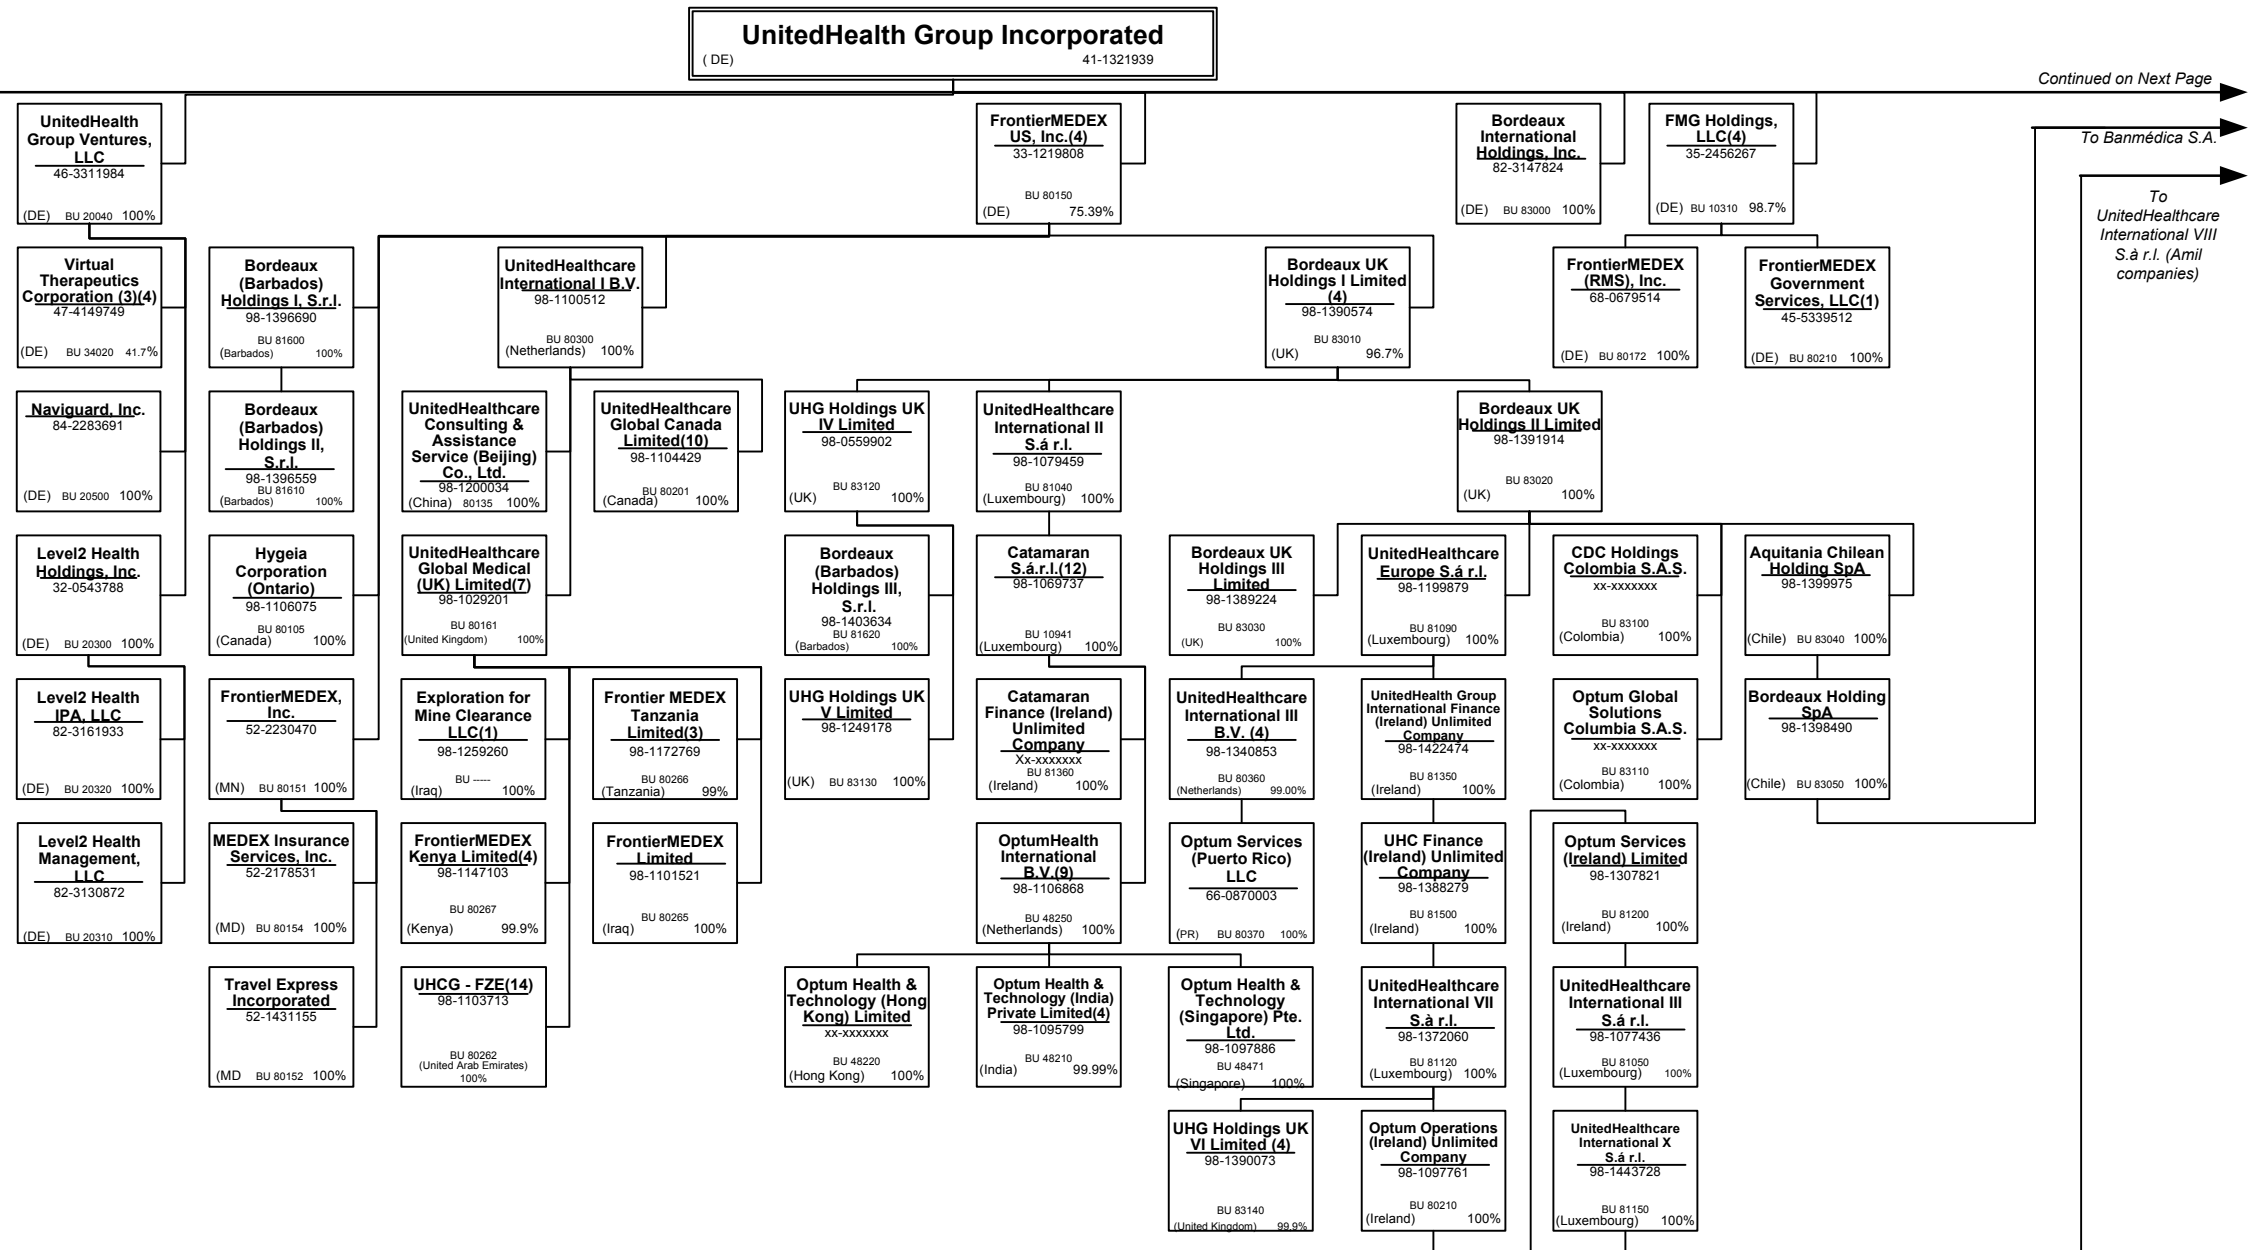 UnitedHealth Group Incorporated
( DE) 41-1321939
Continued on Next Page
To Banmédica S.A.
To
UnitedHealthcare
International VIII
S.à r.l. (Amil
companies)
UnitedHealth
Group Ventures,
LLC
46-3311984
(DE) BU 20040 100%
FrontierMEDEX
US, Inc.(4)
33-1219808
BU 80150
(DE) 75.39%
Bordeaux
International
Holdings, Inc.
82-3147824
(DE) BU 83000 100%
FMG Holdings,
LLC(4)
35-2456267
(DE) BU 10310 98.7%
Virtual
Therapeutics
Corporation (3)(4)
47-4149749
(DE) BU 34020 41.7%
Bordeaux
(Barbados)
Holdings I, S.r.l.
98-1396690
BU 81600
(Barbados) 100%
UnitedHealthcare
International I B.V.
98-1100512
BU 80300
(Netherlands) 100%
Bordeaux UK
Holdings I Limited
(4)
98-1390574
BU 83010
(UK) 96.7%
FrontierMEDEX
(RMS), Inc.
68-0679514
(DE) BU 80172 100%
FrontierMEDEX
Government
Services, LLC(1)
45-5339512
(DE) BU 80210 100%
Naviguard, Inc.
84-2283691
(DE) BU 20500 100%
Bordeaux
(Barbados)
Holdings II,
S.r.l.
98-1396559
BU 81610
(Barbados) 100%
UnitedHealthcare
Consulting &
Assistance
Service (Beijing)
Co., Ltd.
98-1200034
(China) 80135 100%
UnitedHealthcare
Global Canada
Limited(10)
98-1104429
BU 80201
(Canada) 100%
UHG Holdings UK
IV Limited
98-0559902
BU 83120
(UK) 100%
UnitedHealthcare
International II
S.á r.l.
98-1079459
BU 81040
(Luxembourg) 100%
Bordeaux UK
Holdings II Limited
98-1391914
BU 83020
(UK) 100%
Level2 Health
Holdings, Inc.
32-0543788
(DE) BU 20300 100%
Hygeia
Corporation
(Ontario)
98-1106075
BU 80105
(Canada) 100%
UnitedHealthcare
Global Medical
(UK) Limited(7)
98-1029201
BU 80161
(United Kingdom) 100%
Bordeaux
(Barbados)
Holdings III,
S.r.l.
98-1403634
BU 81620
(Barbados) 100%
Catamaran
S.á.r.l.(12)
98-1069737
BU 10941
(Luxembourg) 100%
Bordeaux UK
Holdings III
Limited
98-1389224
BU 83030
(UK) 100%
UnitedHealthcare
Europe S.á r.l.
98-1199879
BU 81090
(Luxembourg) 100%
CDC Holdings
Colombia S.A.S.
xx-xxxxxxx
BU 83100
(Colombia) 100%
Aquitania Chilean
Holding SpA
98-1399975
(Chile) BU 83040 100%
Level2 Health
IPA, LLC
82-3161933
(DE) BU 20320 100%
FrontierMEDEX,
Inc.
52-2230470
(MN) BU 80151 100%
Exploration for
Mine Clearance
LLC(1)
98-1259260
BU -----
(Iraq) 100%
Frontier MEDEX
Tanzania
Limited(3)
98-1172769
BU 80266
(Tanzania) 99%
UHG Holdings UK
V Limited
98-1249178
(UK) BU 83130 100%
Catamaran
Finance (Ireland)
Unlimited
Company
Xx-xxxxxxx
BU 81360
(Ireland) 100%
UnitedHealthcare
International III
B.V. (4)
98-1340853
BU 80360
(Netherlands) 99.00%
UnitedHealth Group
International Finance
(Ireland) Unlimited
Company
98-1422474
BU 81350
(Ireland) 100%
Optum Global
Solutions
Columbia S.A.S.
xx-xxxxxxx
BU 83110
(Colombia) 100%
Bordeaux Holding
SpA
98-1398490
(Chile) BU 83050 100%
Level2 Health
Management,
LLC
82-3130872
(DE) BU 20310 100%
MEDEX Insurance
Services, Inc.
52-2178531
(MD) BU 80154 100%
FrontierMEDEX
Kenya Limited(4)
98-1147103
BU 80267
(Kenya) 99.9%
FrontierMEDEX
Limited
98-1101521
BU 80265
(Iraq) 100%
OptumHealth
International
B.V.(9)
98-1106868
BU 48250
(Netherlands) 100%
Optum Services
(Puerto Rico)
LLC
66-0870003
(PR) BU 80370 100%
UHC Finance
(Ireland) Unlimited
Company
98-1388279
BU 81500
(Ireland) 100%
Optum Services
(Ireland) Limited
98-1307821
BU 81200
(Ireland) 100%
Travel Express
Incorporated
52-1431155
(MD BU 80152 100%
UHCG - FZE(14)
98-1103713
BU 80262
(United Arab Emirates)
100%
Optum Health &
Technology (Hong
Kong) Limited
xx-xxxxxxx
BU 48220
(Hong Kong) 100%
Optum Health &
Technology (India)
Private Limited(4)
98-1095799
BU 48210
(India) 99.99%
Optum Health &
Technology
(Singapore) Pte.
Ltd.
98-1097886
BU 48471
(Singapore) 100%
UnitedHealthcare
International VII
S.à r.l.
98-1372060
BU 81120
(Luxembourg) 100%
UnitedHealthcare
International III
S.á r.l.
98-1077436
BU 81050
(Luxembourg) 100%
UHG Holdings UK
VI Limited (4)
98-1390073
BU 83140
(United Kingdom) 99.9%
Optum Operations
(Ireland) Unlimited
Company
98-1097761
BU 80210
(Ireland) 100%
UnitedHealthcare
International X
S.á r.l.
98-1443728
BU 81150
(Luxembourg) 100%